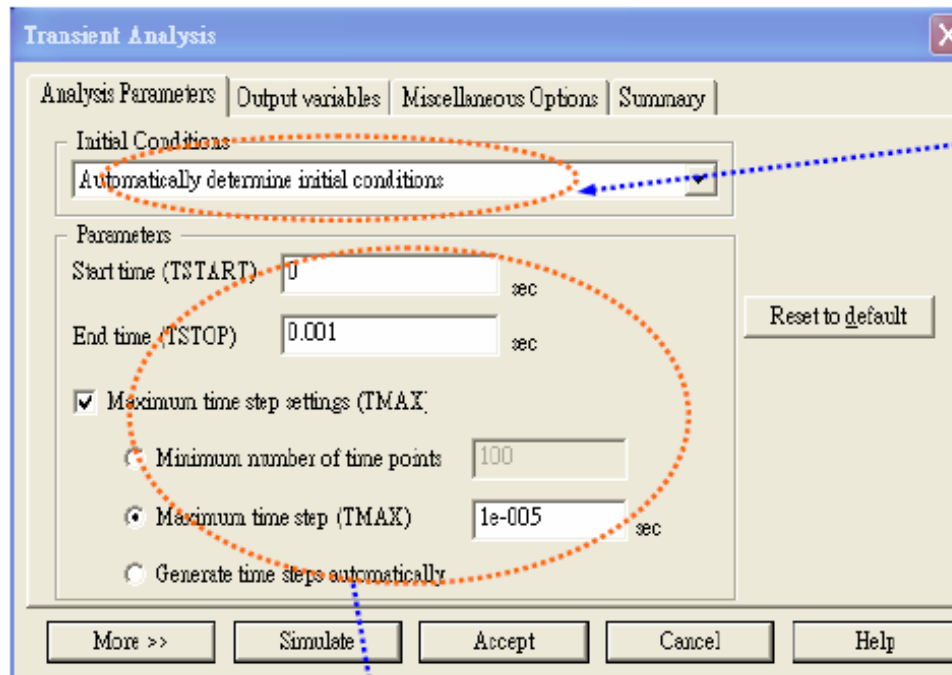 Transient Analysis
Analysis Parameters Output variables Miscellaneous Options Summary
Initial Conditions
Automatically determine initial conditions
Parameters
Start time (TSTART) 0 sec
End time (TSTOP) 0.001 sec
Reset to default
Maximum time step settings (TMAX)
Minimum number of time points 100
Maximum time step (TMAX) 1e-005 sec
Generate time steps automatically
More >> Simulate Accept Cancel Help